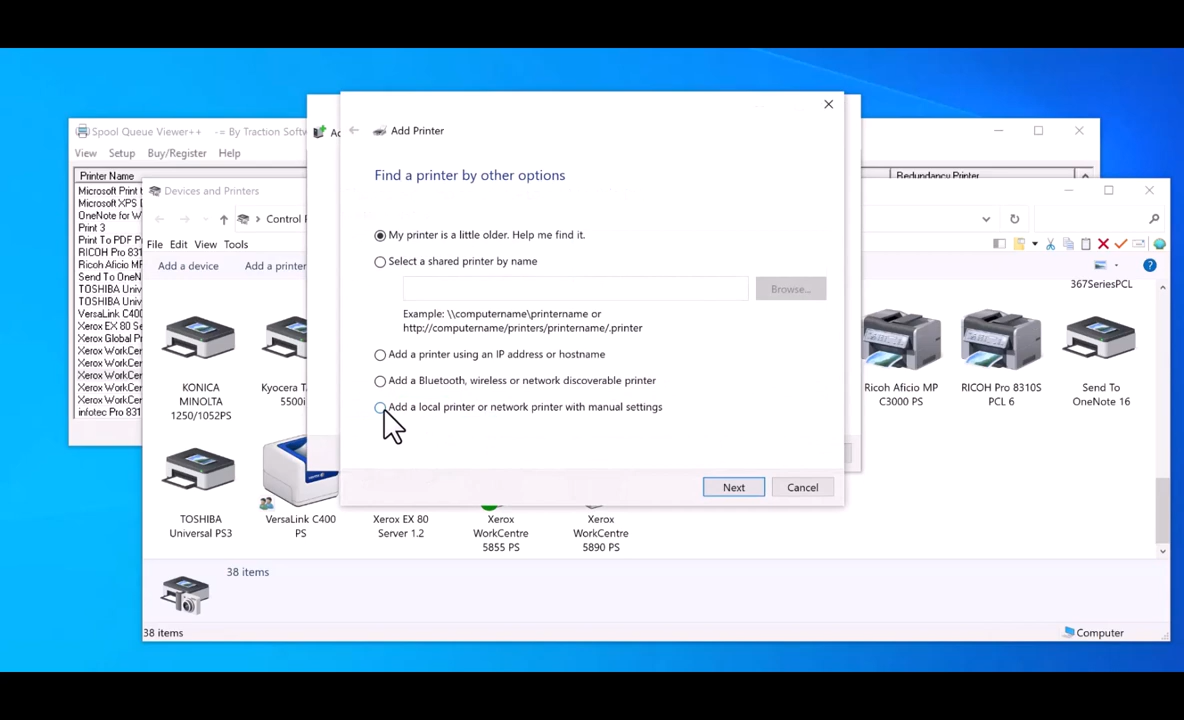 Spool Queue Viewer++ -= By Traction Softw
View Setup Buy/Register Help
Printer Name
Redundancy Printer
Microsoft Print t
Microsoft XPS
OneNote for W
Print 3
Print To PDF P
RICOH Pro 831
Ricoh Aficio MF
Send To OneN
TOSHIBA Univ
TOSHIBA Univ
VersaLink C400
Xerox EX 80 Se
Xerox Global P
Xerox WorkCer
Xerox WorkCer
Xerox WorkCer
Xerox WorkCer
infotec Pro 831
Devices and Printers
Control P
File Edit View Tools
Add a device Add a printer
Add Printer
Find a printer by other options
My printer is a little older. Help me find it.
Select a shared printer by name
Browse...
Example: \\computername\printername or
http://computername/printers/printername/.printer
Add a printer using an IP address or hostname
Add a Bluetooth, wireless or network discoverable printer
Add a local printer or network printer with manual settings
Next
Cancel
367SeriesPCL
KONICA
MINOLTA
1250/1052PS
Kyocera T
5500i
Ricoh Aficio MP
C3000 PS
RICOH Pro 8310S
PCL 6
Send To
OneNote 16
TOSHIBA
Universal PS3
VersaLink C400
PS
Xerox EX 80
Server 1.2
Xerox
WorkCentre
5855 PS
Xerox
WorkCentre
5890 PS
38 items
38 items
Computer